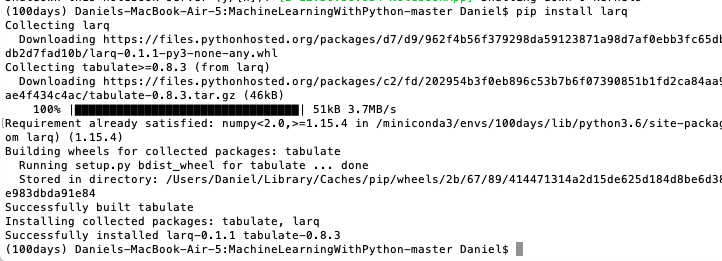 (100days) Daniels-MacBook-Air-5:MachineLearningWithPython-master Daniel$ pip install larq
Collecting larq
Downloading https://files.pythonhosted.org/packages/d7/d9/962f4b56f379298da59123871a98d7af0ebb3fc65db
db2d7fad10b/larq-0.1.1-py3-none-any.whl
Collecting tabulate>=0.8.3 (from larq)
Downloading https://files.pythonhosted.org/packages/c2/fd/202954b3f0eb896c53b7b6f07390851b1fd2ca84aa9
ae4f434c4ac/tabulate-0.8.3.tar.gz (46kB)
100% |████████████████████████████████| 51kB 3.7MB/s
Requirement already satisfied: numpy<2.0,>=1.15.4 in /miniconda3/envs/100days/lib/python3.6/site-packag
om larq) (1.15.4)
Building wheels for collected packages: tabulate
Running setup.py bdist_wheel for tabulate ... done
Stored in directory: /Users/Daniel/Library/Caches/pip/wheels/2b/67/89/414471314a2d15de625d184d8be6d38
e983dbda91e84
Successfully built tabulate
Installing collected packages: tabulate, larq
Successfully installed larq-0.1.1 tabulate-0.8.3
(100days) Daniels-MacBook-Air-5:MachineLearningWithPython-master Daniel$